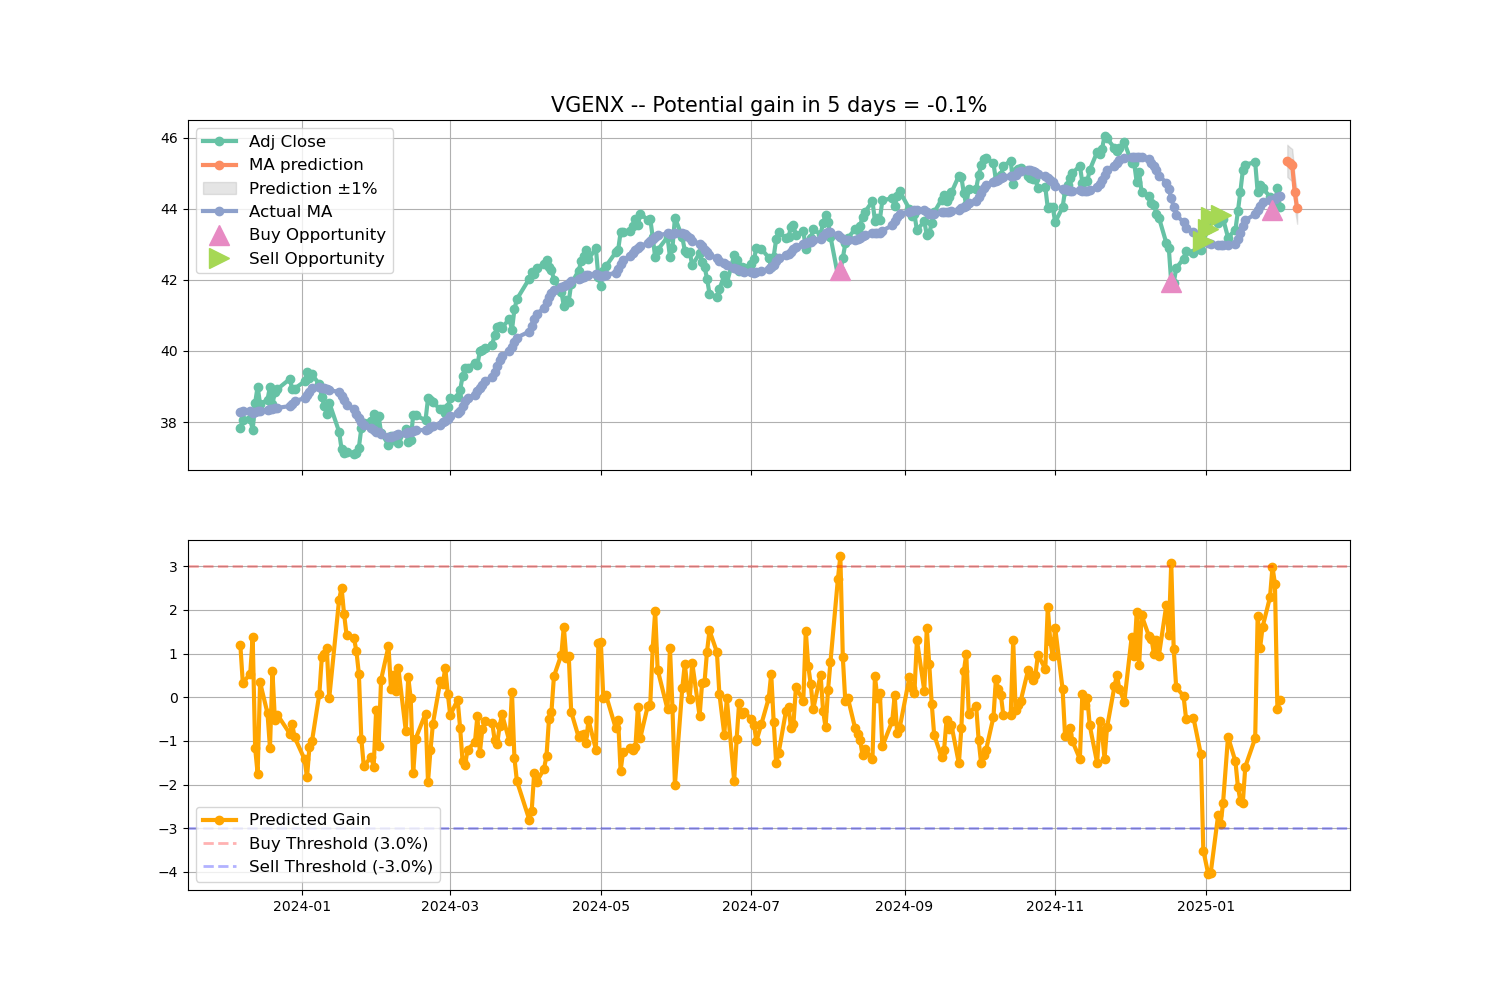 VGENX -- Potential gain in 5 days = -0.1%
46
44
42
40
38
Adj Close
MA prediction
Prediction ±1%
Actual MA
Buy Opportunity
Sell Opportunity
3
2
1
0
−1
−2
−3
−4
Predicted Gain
Buy Threshold (3.0%)
Sell Threshold (-3.0%)
2024-01 2024-03 2024-05 2024-07 2024-09 2024-11 2025-01